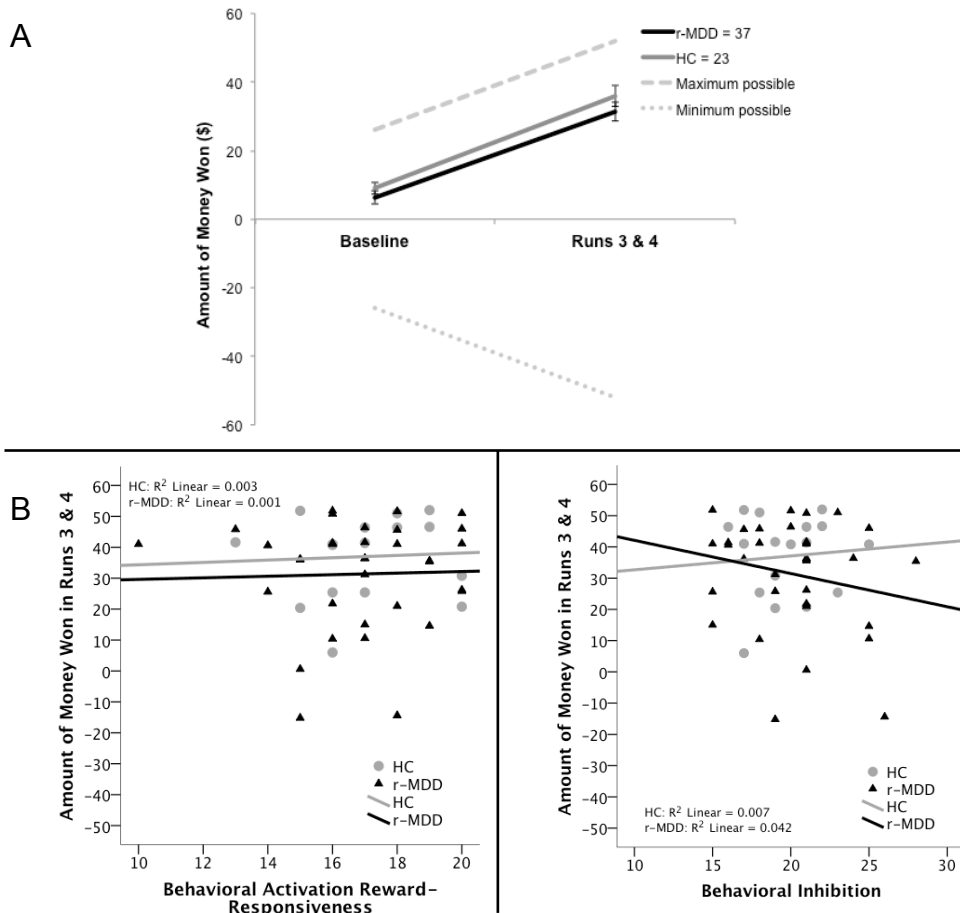 A
60
40
20
0
-20
-40
-60
Amount of Money Won ($)
Baseline
Runs 3 & 4
r-MDD = 37
HC = 23
Maximum possible
Minimum possible
B
HC: R² Linear = 0.003
r-MDD: R² Linear = 0.001
60
50
40
30
20
10
0
-10
-20
-30
-40
-50
Amount of Money Won in Runs 3 & 4
HC
r-MDD
HC
r-MDD
10 12 14 16 18 20
Behavioral Activation Reward-
Responsiveness
60
50
40
30
20
10
0
-10
-20
-30
-40
-50
Amount of Money Won in Runs 3 & 4
HC
r-MDD
HC
r-MDD
HC: R² Linear = 0.007
r-MDD: R² Linear = 0.042
10 15 20 25 30
Behavioral Inhibition